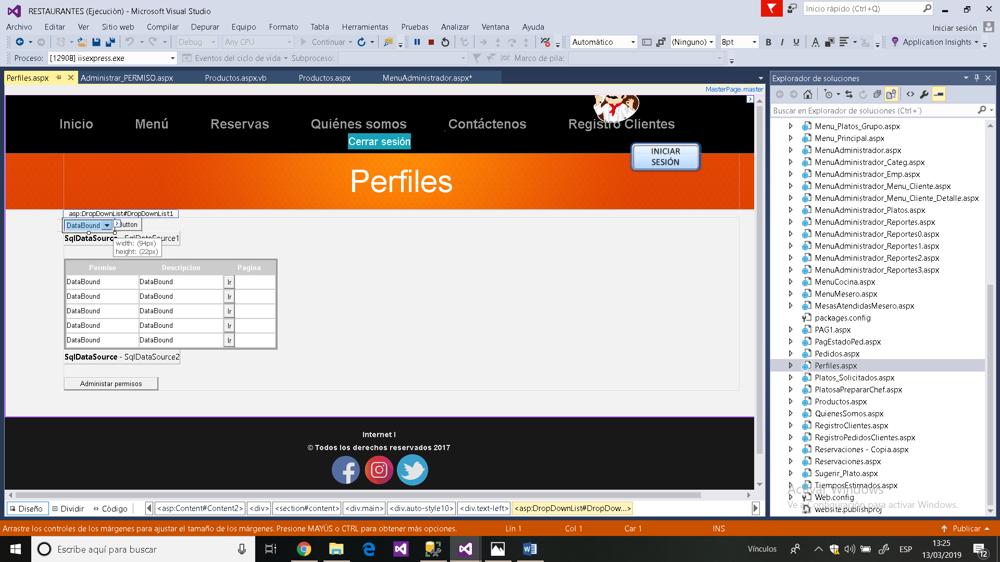 RESTAURANTES (Ejecución) - Microsoft Visual Studio
Inicio rápido (Ctrl+Q)
Archivo Editar Ver Sitio web Compilar Depurar Equipo Formato Tabla Herramientas Pruebas Analizar Ventana Ayuda
Iniciar sesión
Debug Any CPU Continuar Automático (Ninguno) 8pt B I U A Application Insights
Proceso: [12908] iisexpress.exe Eventos del ciclo de vida Subproceso: Marco de pila:
Perfiles.aspx Administrar_PERMISO.aspx Productos.aspx.vb Productos.aspx MenuAdministrador.aspx*
MasterPage.master
Inicio Menú Reservas Quiénes somos Contáctenos Registro Clientes
Cerrar sesión
INICIAR
SESIÓN
Perfiles
asp:DropDownList#DropDownList1
DataBound Button
SqlDataSource - SqlDataSource1
width: (94px)
height: (22px)
Permiso Descripcion Pagina
DataBound DataBound Ir
DataBound DataBound Ir
DataBound DataBound Ir
DataBound DataBound Ir
DataBound DataBound Ir
SqlDataSource - SqlDataSource2
Administar permisos
Internet I
© Todos los derechos reservados 2017
Diseño Dividir Código <asp:Content#Content2> <div> <section#content> <div.main> <div.auto-style10> <div.text-left> <asp:DropDownList#DropDow...>
Explorador de soluciones
Buscar en Explorador de soluciones (Ctrl+`)
Menu_Platos_Grupo.aspx
Menu_Principal.aspx
MenuAdministrador.aspx
MenuAdministrador_Categ.aspx
MenuAdministrador_Emp.aspx
MenuAdministrador_Menu_Cliente.aspx
MenuAdministrador_Menu_Cliente_Detalle.aspx
MenuAdministrador_Platos.aspx
MenuAdministrador_Reportes.aspx
MenuAdministrador_Reportes0.aspx
MenuAdministrador_Reportes1.aspx
MenuAdministrador_Reportes2.aspx
MenuAdministrador_Reportes3.aspx
MenuCocina.aspx
MenuMesero.aspx
MesasAtendidasMesero.aspx
packages.config
PAG1.aspx
PagEstadoPed.aspx
Pedidos.aspx
Perfiles.aspx
Platos_Solicitados.aspx
PlatosaPrepararChef.aspx
Productos.aspx
QuienesSomos.aspx
RegistroClientes.aspx
RegistroPedidosClientes.aspx
Reservaciones - Copia.aspx
Reservaciones.aspx
Sugerir_Plato.aspx
TiemposEstimados.aspx
Web.config
website.publishproj
Activar Windows
Ve a Configuración para activar Windows.
Arrastre los controles de los márgenes para ajustar el tamaño de los márgenes. Presione MAYÚS o CTRL para obtener más opciones. Lín 1 Col 1 Car 1 INS Publicar
Escribe aquí para buscar
Vínculos ESP 13:25
13/03/2019 12